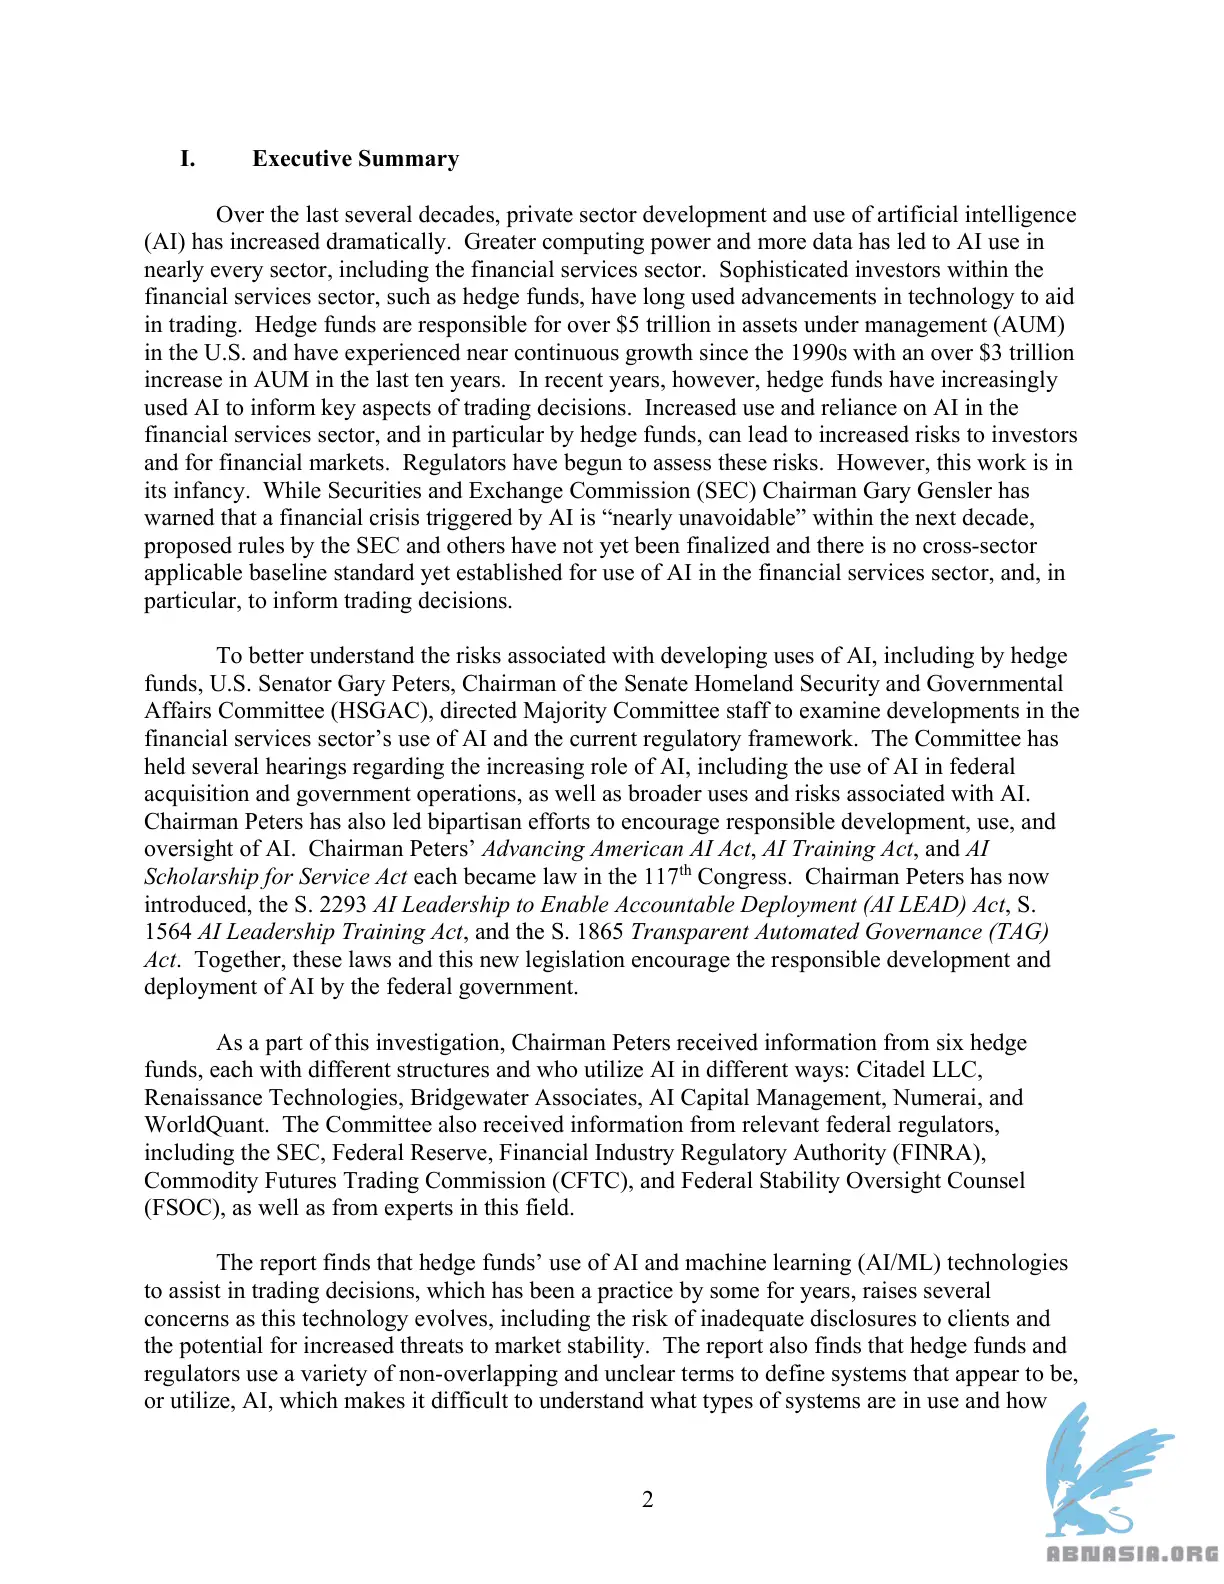 I. Executive Summary
Over the last several decades, private sector development and use of artificial intelligence
(AI) has increased dramatically. Greater computing power and more data has led to AI use in
nearly every sector, including the financial services sector. Sophisticated investors within the
financial services sector, such as hedge funds, have long used advancements in technology to aid
in trading. Hedge funds are responsible for over $5 trillion in assets under management (AUM)
in the U.S. and have experienced near continuous growth since the 1990s with an over $3 trillion
increase in AUM in the last ten years. In recent years, however, hedge funds have increasingly
used AI to inform key aspects of trading decisions. Increased use and reliance on AI in the
financial services sector, and in particular by hedge funds, can lead to increased risks to investors
and for financial markets. Regulators have begun to assess these risks. However, this work is in
its infancy. While Securities and Exchange Commission (SEC) Chairman Gary Gensler has
warned that a financial crisis triggered by AI is “nearly unavoidable” within the next decade,
proposed rules by the SEC and others have not yet been finalized and there is no cross-sector
applicable baseline standard yet established for use of AI in the financial services sector, and, in
particular, to inform trading decisions.
To better understand the risks associated with developing uses of AI, including by hedge
funds, U.S. Senator Gary Peters, Chairman of the Senate Homeland Security and Governmental
Affairs Committee (HSGAC), directed Majority Committee staff to examine developments in the
financial services sector’s use of AI and the current regulatory framework. The Committee has
held several hearings regarding the increasing role of AI, including the use of AI in federal
acquisition and government operations, as well as broader uses and risks associated with AI.
Chairman Peters has also led bipartisan efforts to encourage responsible development, use, and
oversight of AI. Chairman Peters’ Advancing American AI Act, AI Training Act, and AI
Scholarship for Service Act each became law in the 117th Congress. Chairman Peters has now
introduced, the S. 2293 AI Leadership to Enable Accountable Deployment (AI LEAD) Act, S.
1564 AI Leadership Training Act, and the S. 1865 Transparent Automated Governance (TAG)
Act. Together, these laws and this new legislation encourage the responsible development and
deployment of AI by the federal government.
As a part of this investigation, Chairman Peters received information from six hedge
funds, each with different structures and who utilize AI in different ways: Citadel LLC,
Renaissance Technologies, Bridgewater Associates, AI Capital Management, Numerai, and
WorldQuant. The Committee also received information from relevant federal regulators,
including the SEC, Federal Reserve, Financial Industry Regulatory Authority (FINRA),
Commodity Futures Trading Commission (CFTC), and Federal Stability Oversight Counsel
(FSOC), as well as from experts in this field.
The report finds that hedge funds’ use of AI and machine learning (AI/ML) technologies
to assist in trading decisions, which has been a practice by some for years, raises several
concerns as this technology evolves, including the risk of inadequate disclosures to clients and
the potential for increased threats to market stability. The report also finds that hedge funds and
regulators use a variety of non-overlapping and unclear terms to define systems that appear to be,
or utilize, AI, which makes it difficult to understand what types of systems are in use and how
2
ABNASIA.ORG